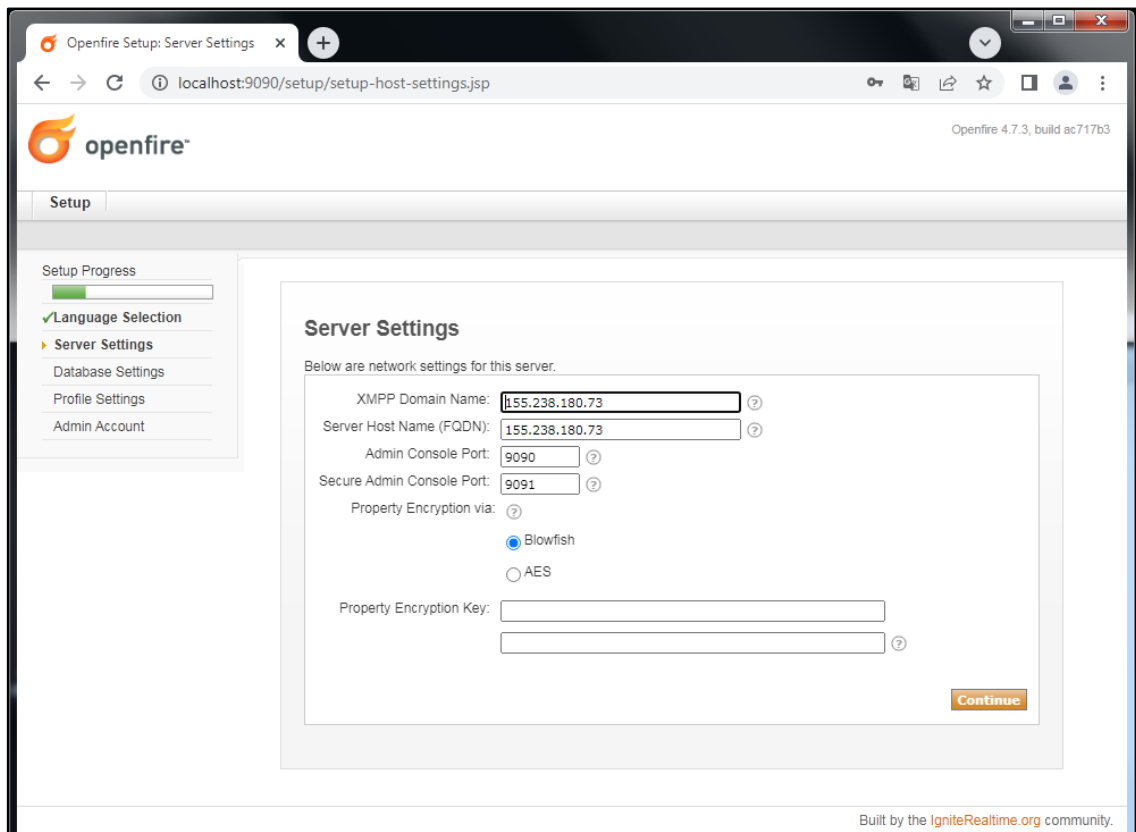 Openfire Setup: Server Settings
localhost:9090/setup/setup-host-settings.jsp
openfire™
Openfire 4.7.3, build ac717b3
Setup
Setup Progress
Language Selection
Server Settings
Database Settings
Profile Settings
Admin Account
Server Settings
Below are network settings for this server.
XMPP Domain Name: 155.238.180.73
Server Host Name (FQDN): 155.238.180.73
Admin Console Port: 9090
Secure Admin Console Port: 9091
Property Encryption via:
Blowfish
AES
Property Encryption Key:
Continue
Built by the IgniteRealtime.org community.